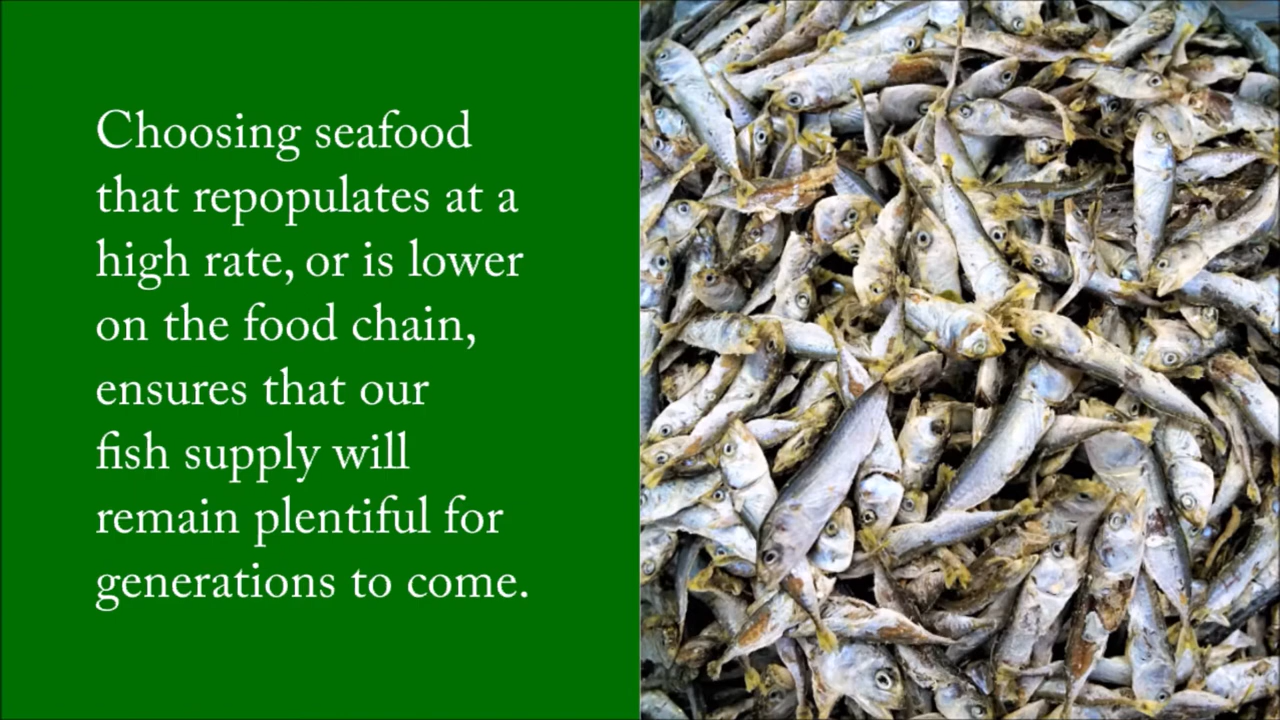 Choosing seafood
that repopulates at a
high rate, or is lower
on the food chain,
ensures that our
fish supply will
remain plentiful for
generations to come.